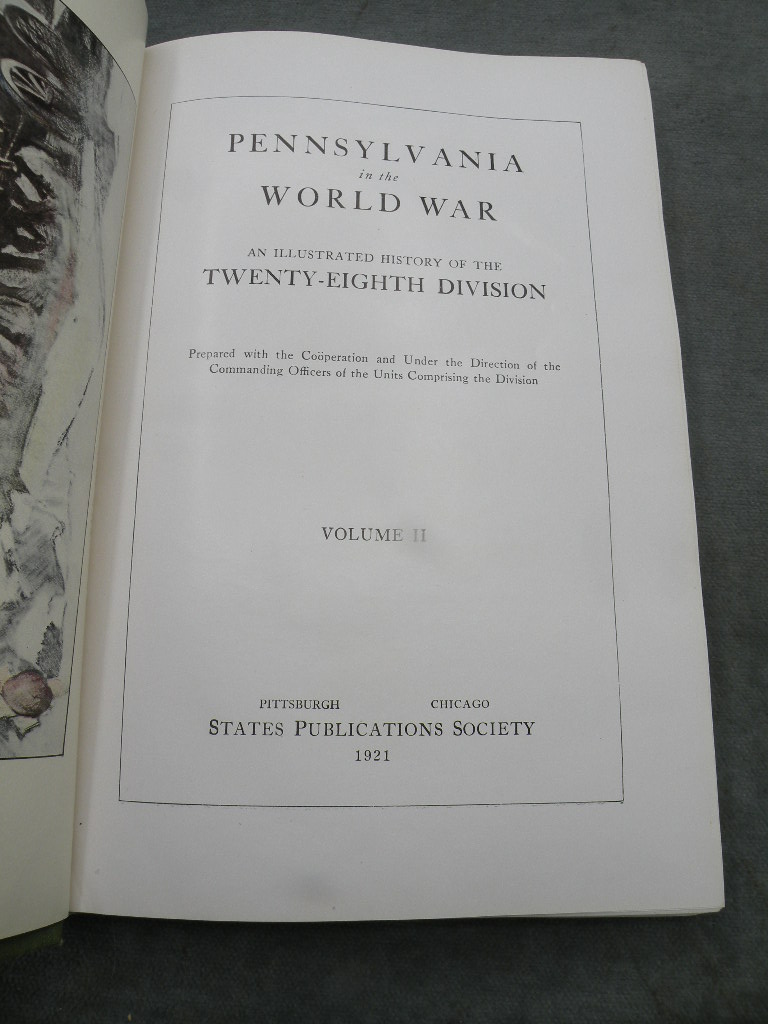 PENNSYLVANIA
in the
WORLD WAR
AN ILLUSTRATED HISTORY OF THE
TWENTY-EIGHTH DIVISION
Prepared with the Coöperation and Under the Direction of the
Commanding Officers of the Units Comprising the Division
VOLUME II
PITTSBURGH CHICAGO
STATES PUBLICATIONS SOCIETY
1921